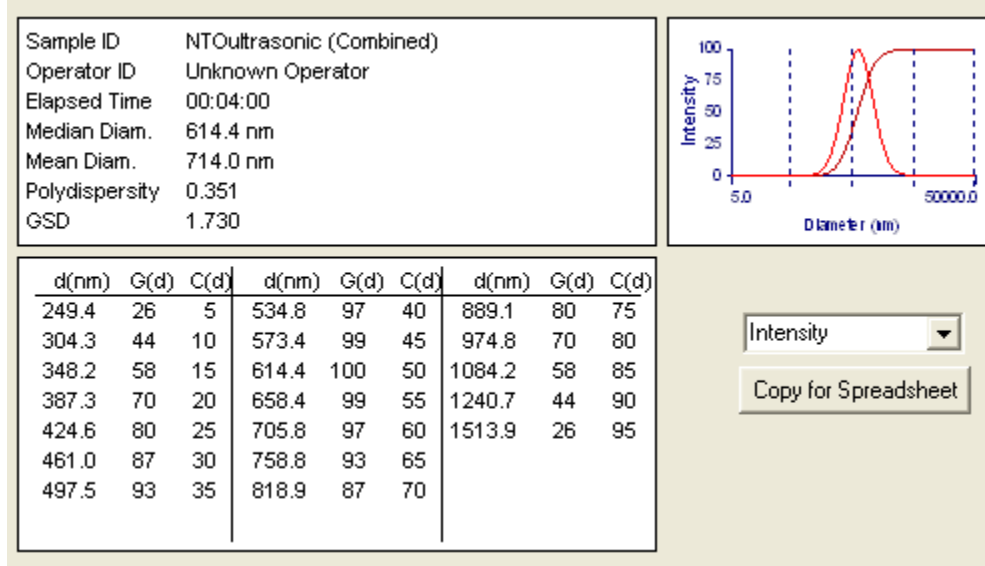 Sample ID NTOultrasonic (Combined)
Operator ID Unknown Operator
Elapsed Time 00:04:00
Median Diam. 614.4 nm
Mean Diam. 714.0 nm
Polydispersity 0.351
GSD 1.730
100
75
50
25
0
Intensity
5.0 50000.0
Diameter (nm)
d(nm) G(d) C(d) d(nm) G(d) C(d) d(nm) G(d) C(d)
249.4 26 5 534.8 97 40 889.1 80 75
304.3 44 10 573.4 99 45 974.8 70 80
348.2 58 15 614.4 100 50 1084.2 58 85
387.3 70 20 658.4 99 55 1240.7 44 90
424.6 80 25 705.8 97 60 1513.9 26 95
461.0 87 30 758.8 93 65
497.5 93 35 818.9 87 70
Intensity
Copy for Spreadsheet